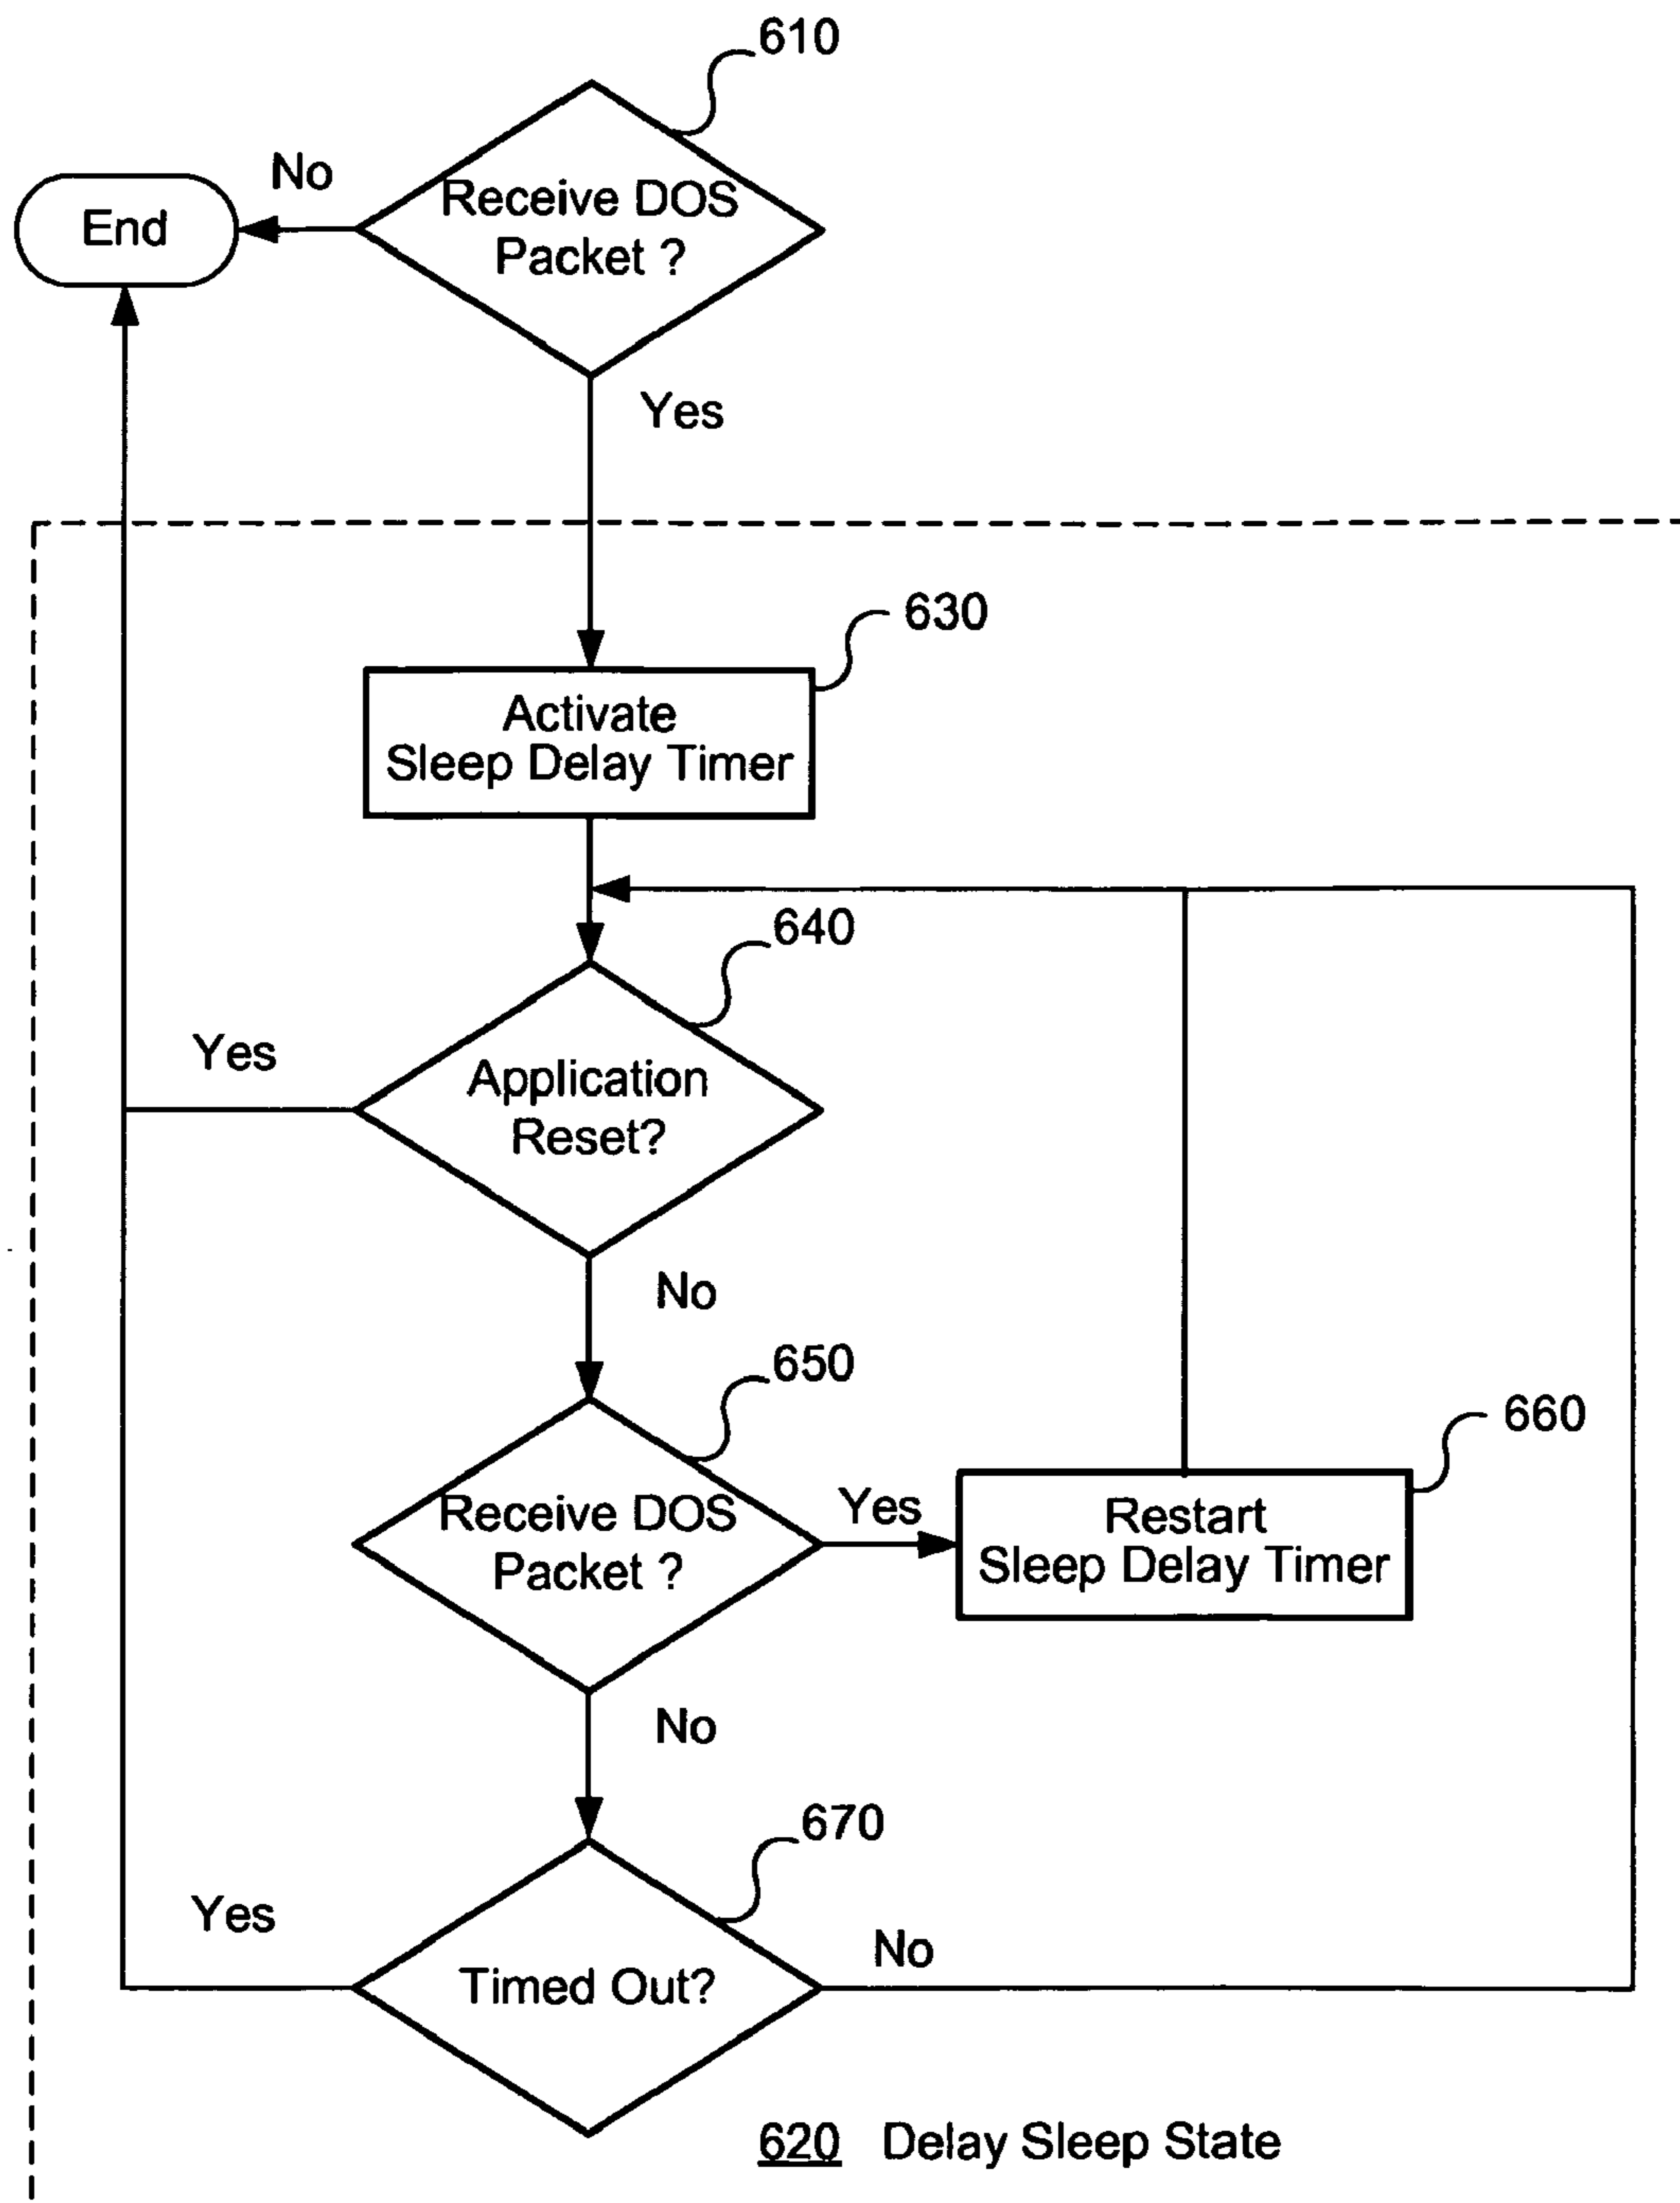 610
No
End
Receive DOS
Packet ?
Yes
630
Activate
Sleep Delay Timer
640
Yes
Application
Reset?
No
650
Receive DOS
Packet ?
Yes
660
Restart
Sleep Delay Timer
No
670
Yes
Timed Out?
No
620 Delay Sleep State